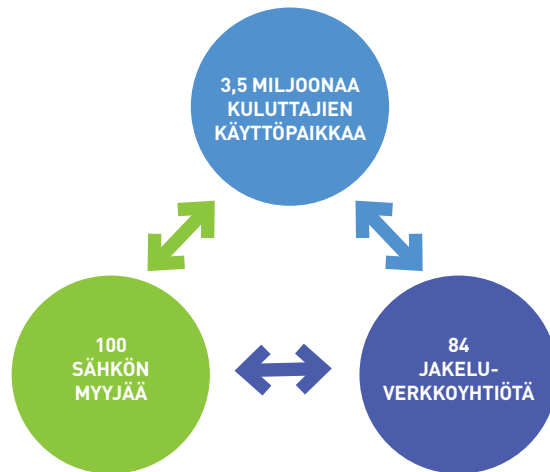 3,5 MILJOONAA
KULUTTAJIEN
KÄYTTÖPAIKKAA
100
SÄHKÖN
MYYJÄÄ
84
JAKELU-
VERKKOYHTIÖTÄ